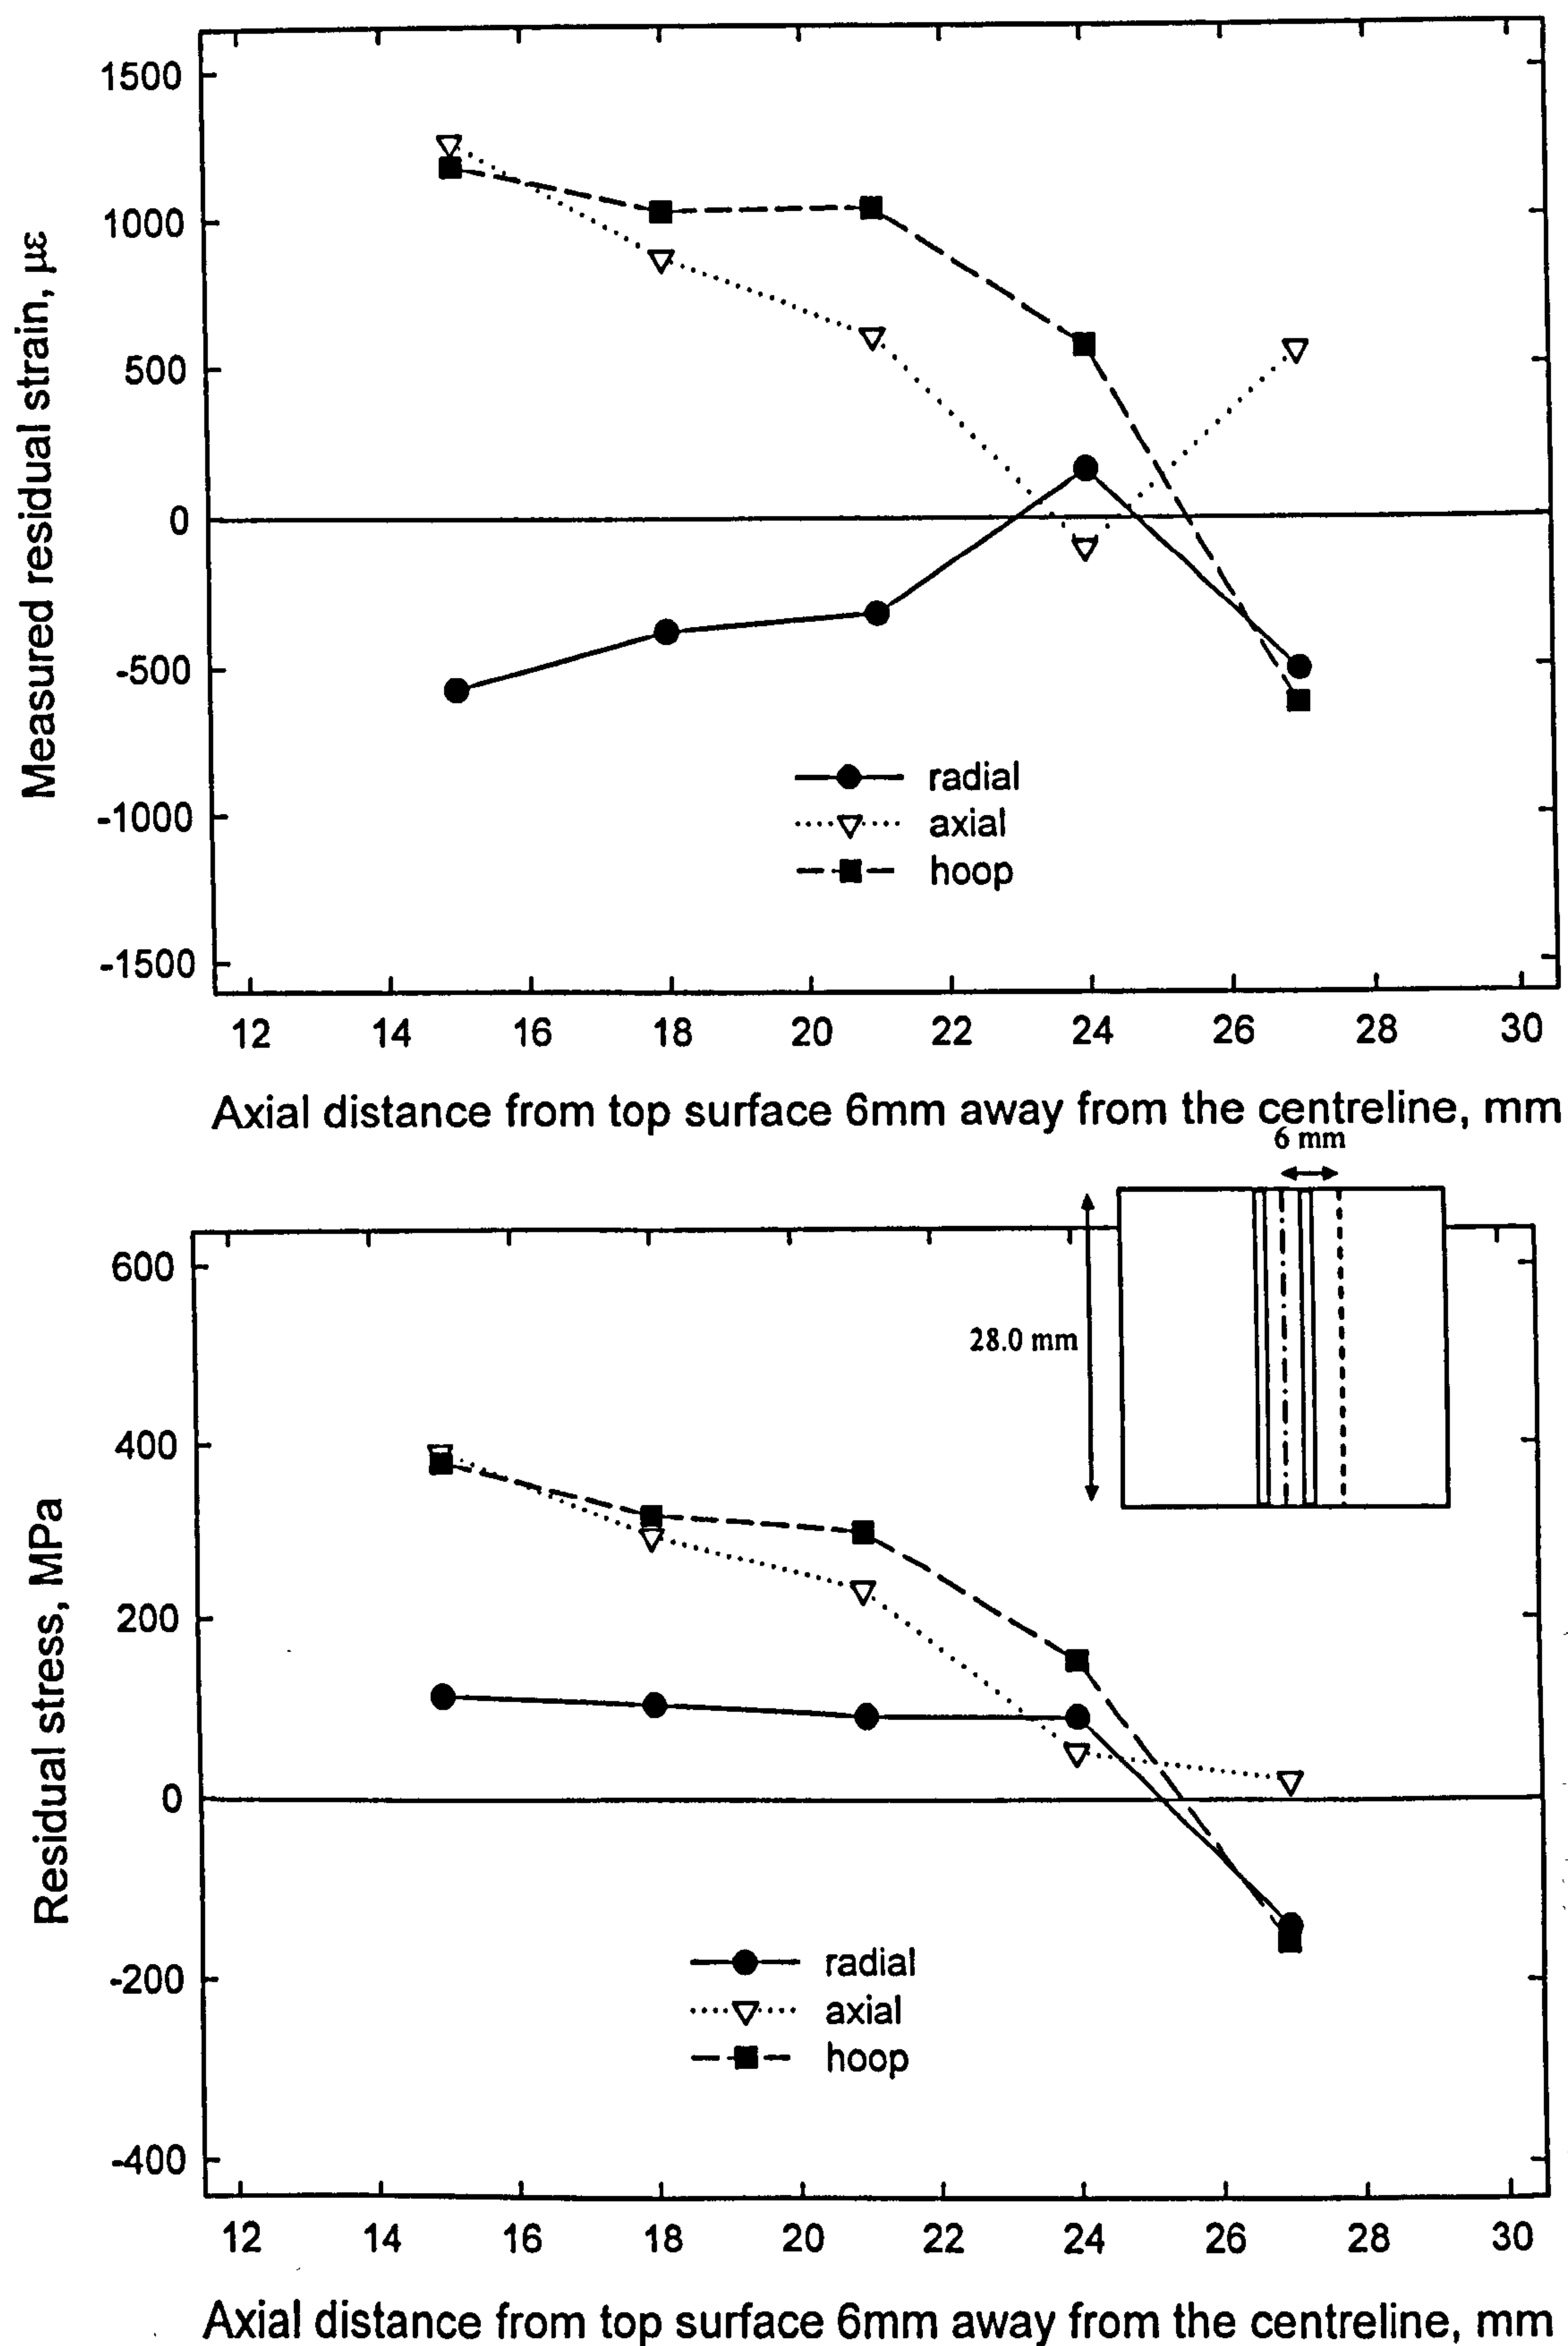 Measured residual strain, µε
1500
1000
500
0
-500
-1000
-1500
radial
axial
hoop
12 14 16 18 20 22 24 26 28 30
Axial distance from top surface 6mm away from the centreline, mm
6 mm
28.0 mm
Residual stress, MPa
600
400
200
0
-200
-400
radial
axial
hoop
12 14 16 18 20 22 24 26 28 30
Axial distance from top surface 6mm away from the centreline, mm